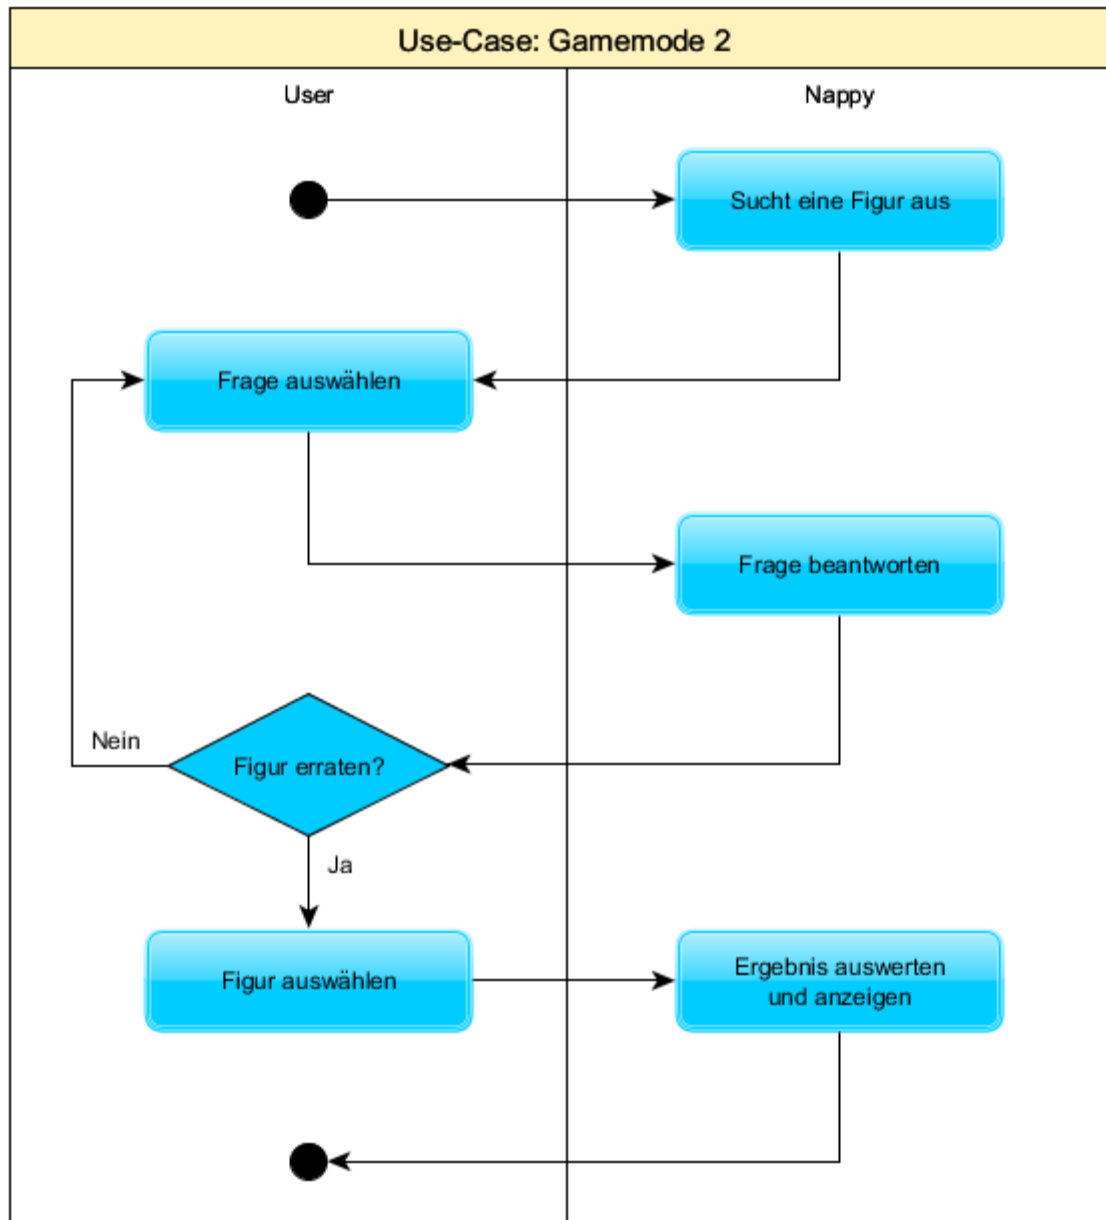 Use-Case: Gamemode 2
User
Nappy
Sucht eine Figur aus
Frage auswählen
Frage beantworten
Nein
Figur erraten?
Ja
Figur auswählen
Ergebnis auswerten
und anzeigen